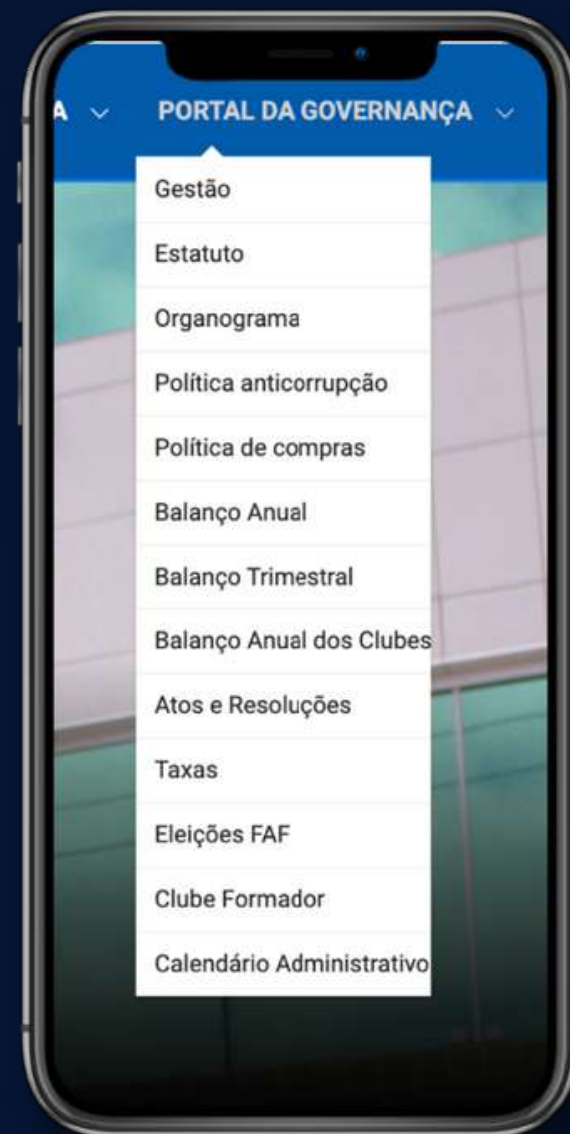 A
PORTAL DA GOVERNANÇA
Gestão
Estatuto
Organograma
Política anticorrupção
Política de compras
Balanço Anual
Balanço Trimestral
Balanço Anual dos Clubes
Atos e Resoluções
Taxas
Eleições FAF
Clube Formador
Calendário Administrativo